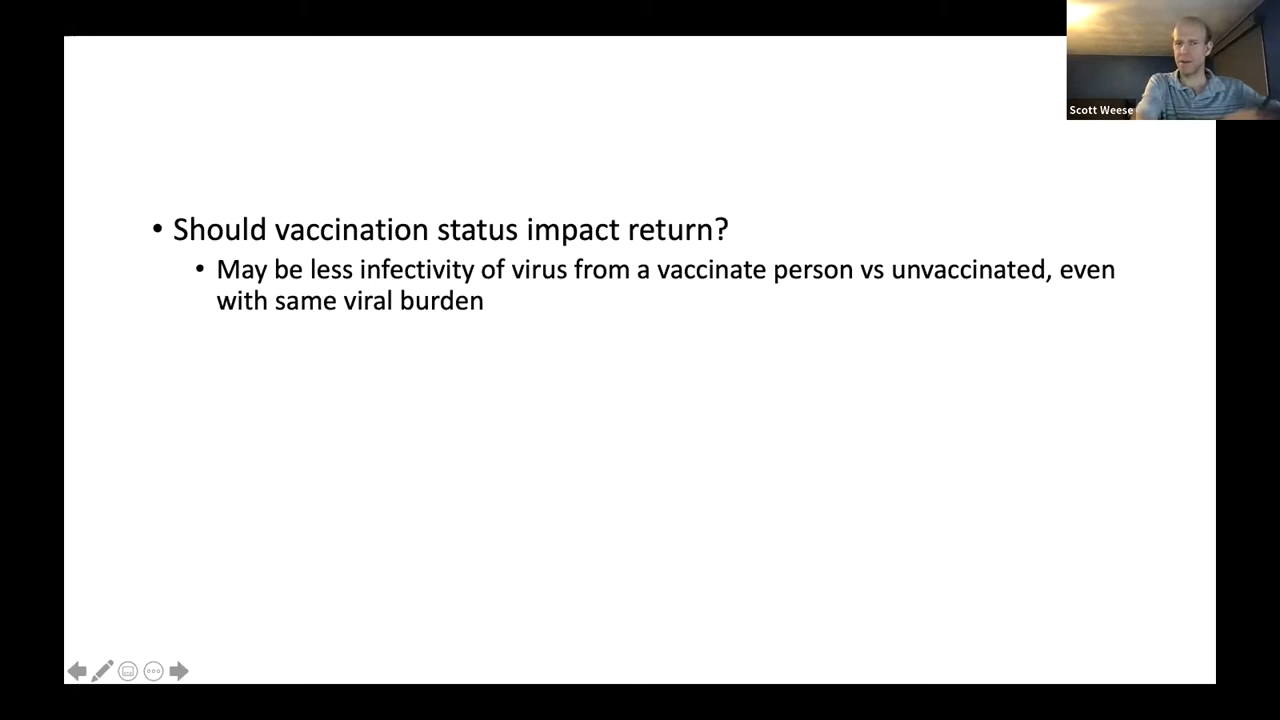 Scott Weese
• Should vaccination status impact return?
• May be less infectivity of virus from a vaccinate person vs unvaccinated, even
with same viral burden